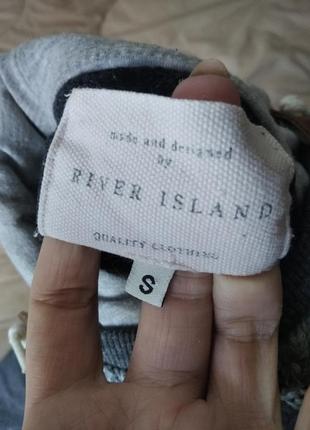 made and designed
by
RIVER ISLAND
QUALITY CLOTHING
S